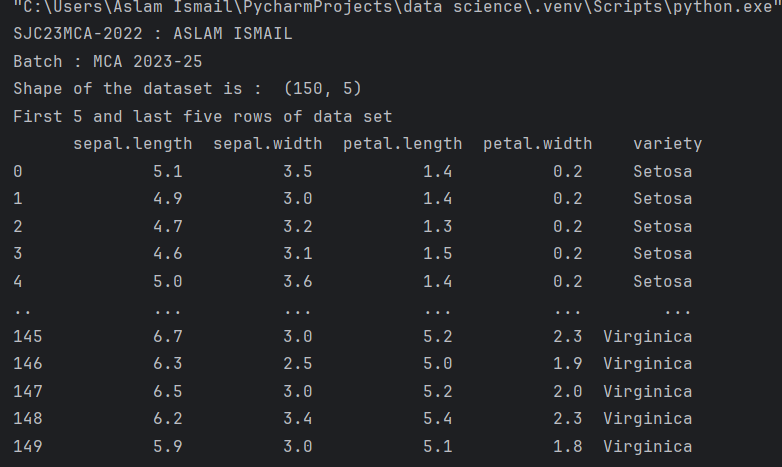 "C:\Users\Aslam Ismail\PycharmProjects\data science\.venv\Scripts\python.exe"
SJC23MCA-2022 : ASLAM ISMAIL
Batch : MCA 2023-25
Shape of the dataset is :  (150, 5)
First 5 and last five rows of data set
      sepal.length  sepal.width  petal.length  petal.width    variety
0              5.1          3.5           1.4          0.2     Setosa
1              4.9          3.0           1.4          0.2     Setosa
2              4.7          3.2           1.3          0.2     Setosa
3              4.6          3.1           1.5          0.2     Setosa
4              5.0          3.6           1.4          0.2     Setosa
..             ...          ...           ...          ...        ...
145            6.7          3.0           5.2          2.3  Virginica
146            6.3          2.5           5.0          1.9  Virginica
147            6.5          3.0           5.2          2.0  Virginica
148            6.2          3.4           5.4          2.3  Virginica
149            5.9          3.0           5.1          1.8  Virginica